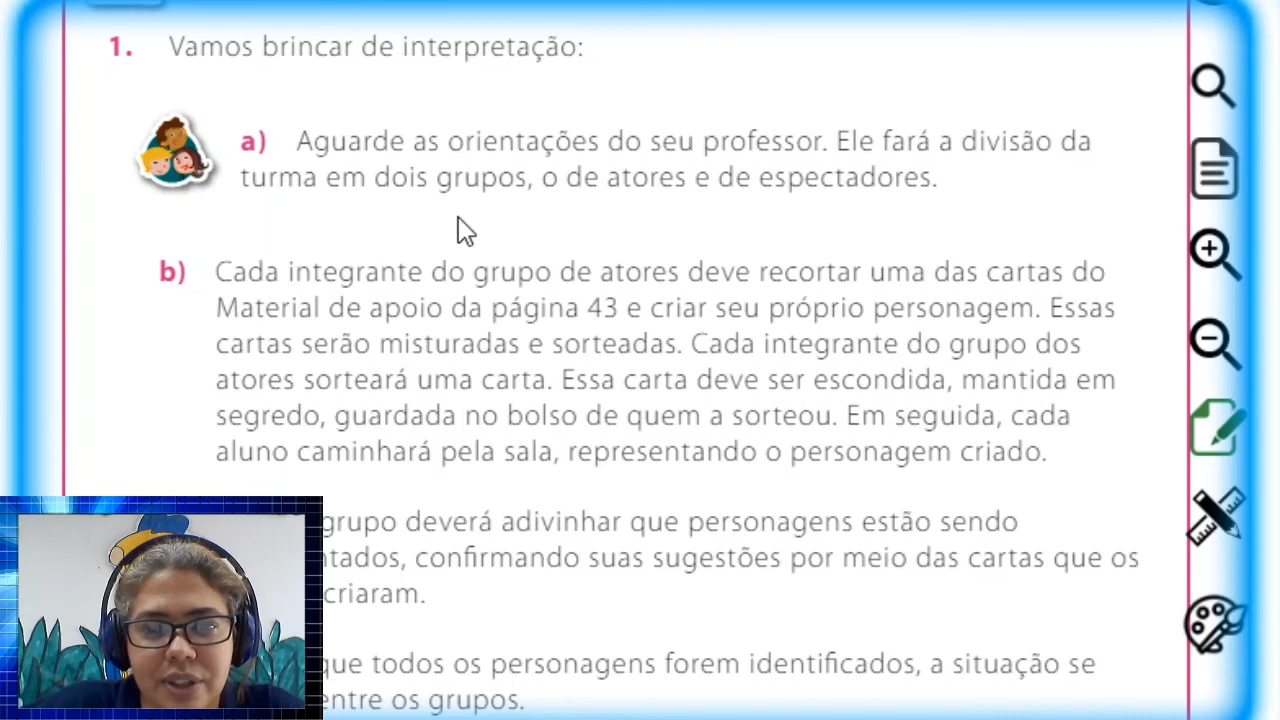 1. Vamos brincar de interpretação:
a) Aguarde as orientações do seu professor. Ele fará a divisão da
turma em dois grupos, o de atores e de espectadores.
b) Cada integrante do grupo de atores deve recortar uma das cartas do
Material de apoio da página 43 e criar seu próprio personagem. Essas
cartas serão misturadas e sorteadas. Cada integrante do grupo dos
atores sorteará uma carta. Essa carta deve ser escondida, mantida em
segredo, guardada no bolso de quem a sorteou. Em seguida, cada
aluno caminhará pela sala, representando o personagem criado.
grupo deverá adivinhar que personagens estão sendo
ntados, confirmando suas sugestões por meio das cartas que os
criaram.
que todos os personagens forem identificados, a situação se
entre os grupos.